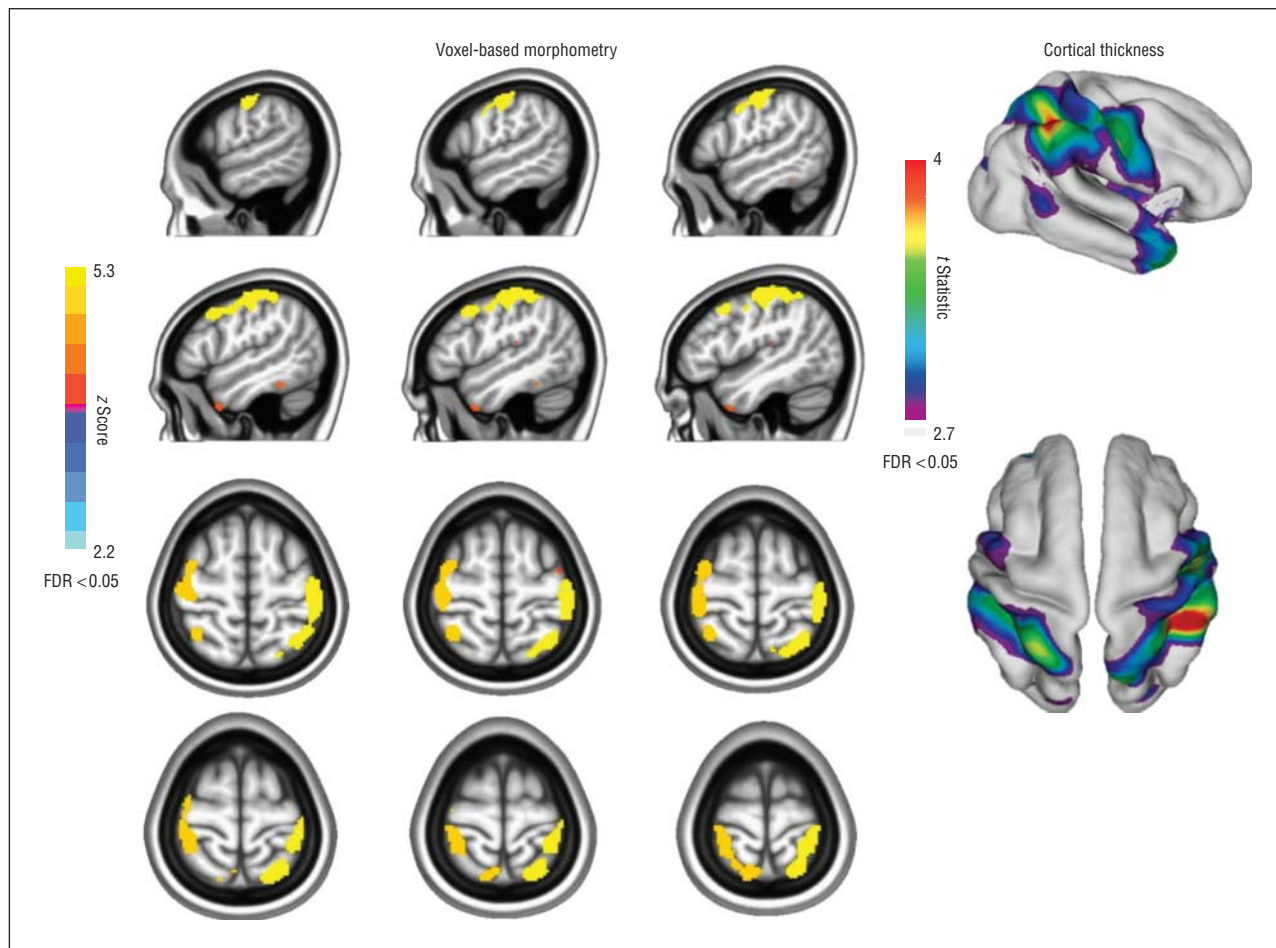 Voxel-based morphometry
Cortical thickness
5.3
z Score
2.2
FDR <0.05
4
t Statistic
2.7
FDR <0.05